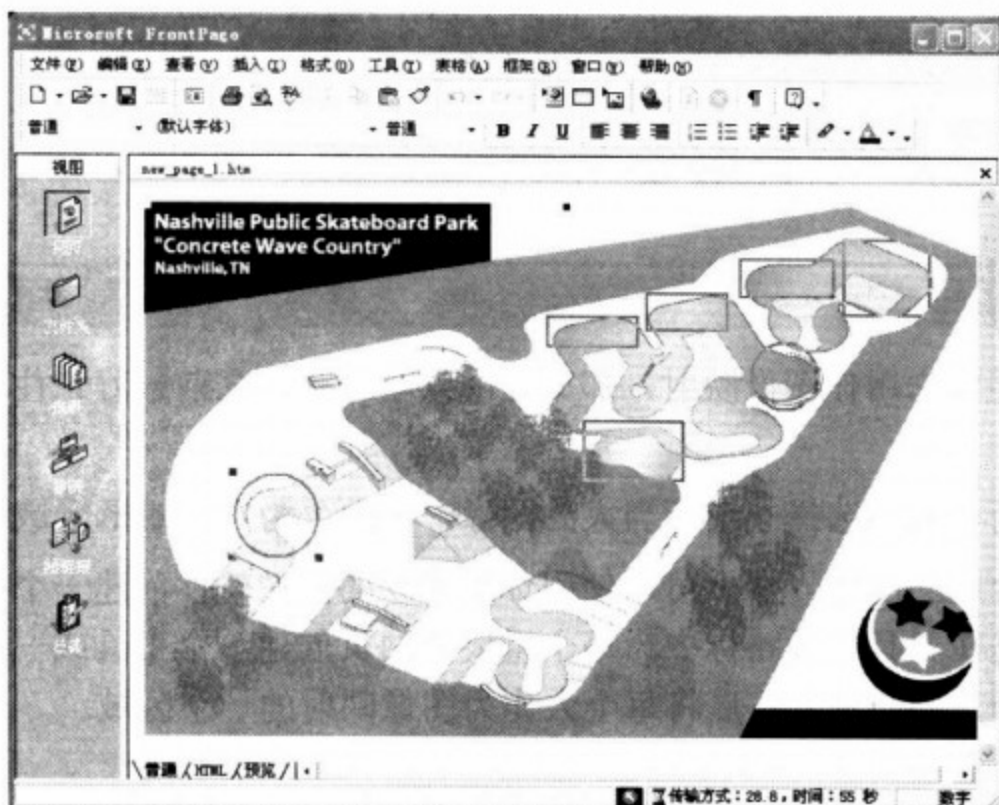 Microsoft FrontPage
文件(F) 编辑(E) 查看(V) 插入(I) 格式(O) 工具(T) 表格(A) 框架(R) 窗口(W) 帮助(H)
普通 (默认字体) 普通 B I U A
视图
new_page_1.htm
Nashville Public Skateboard Park
"Concrete Wave Country"
Nashville, TN
任务
普通 HTML 预览
传输方式:28.8,时间:55 秒 数字